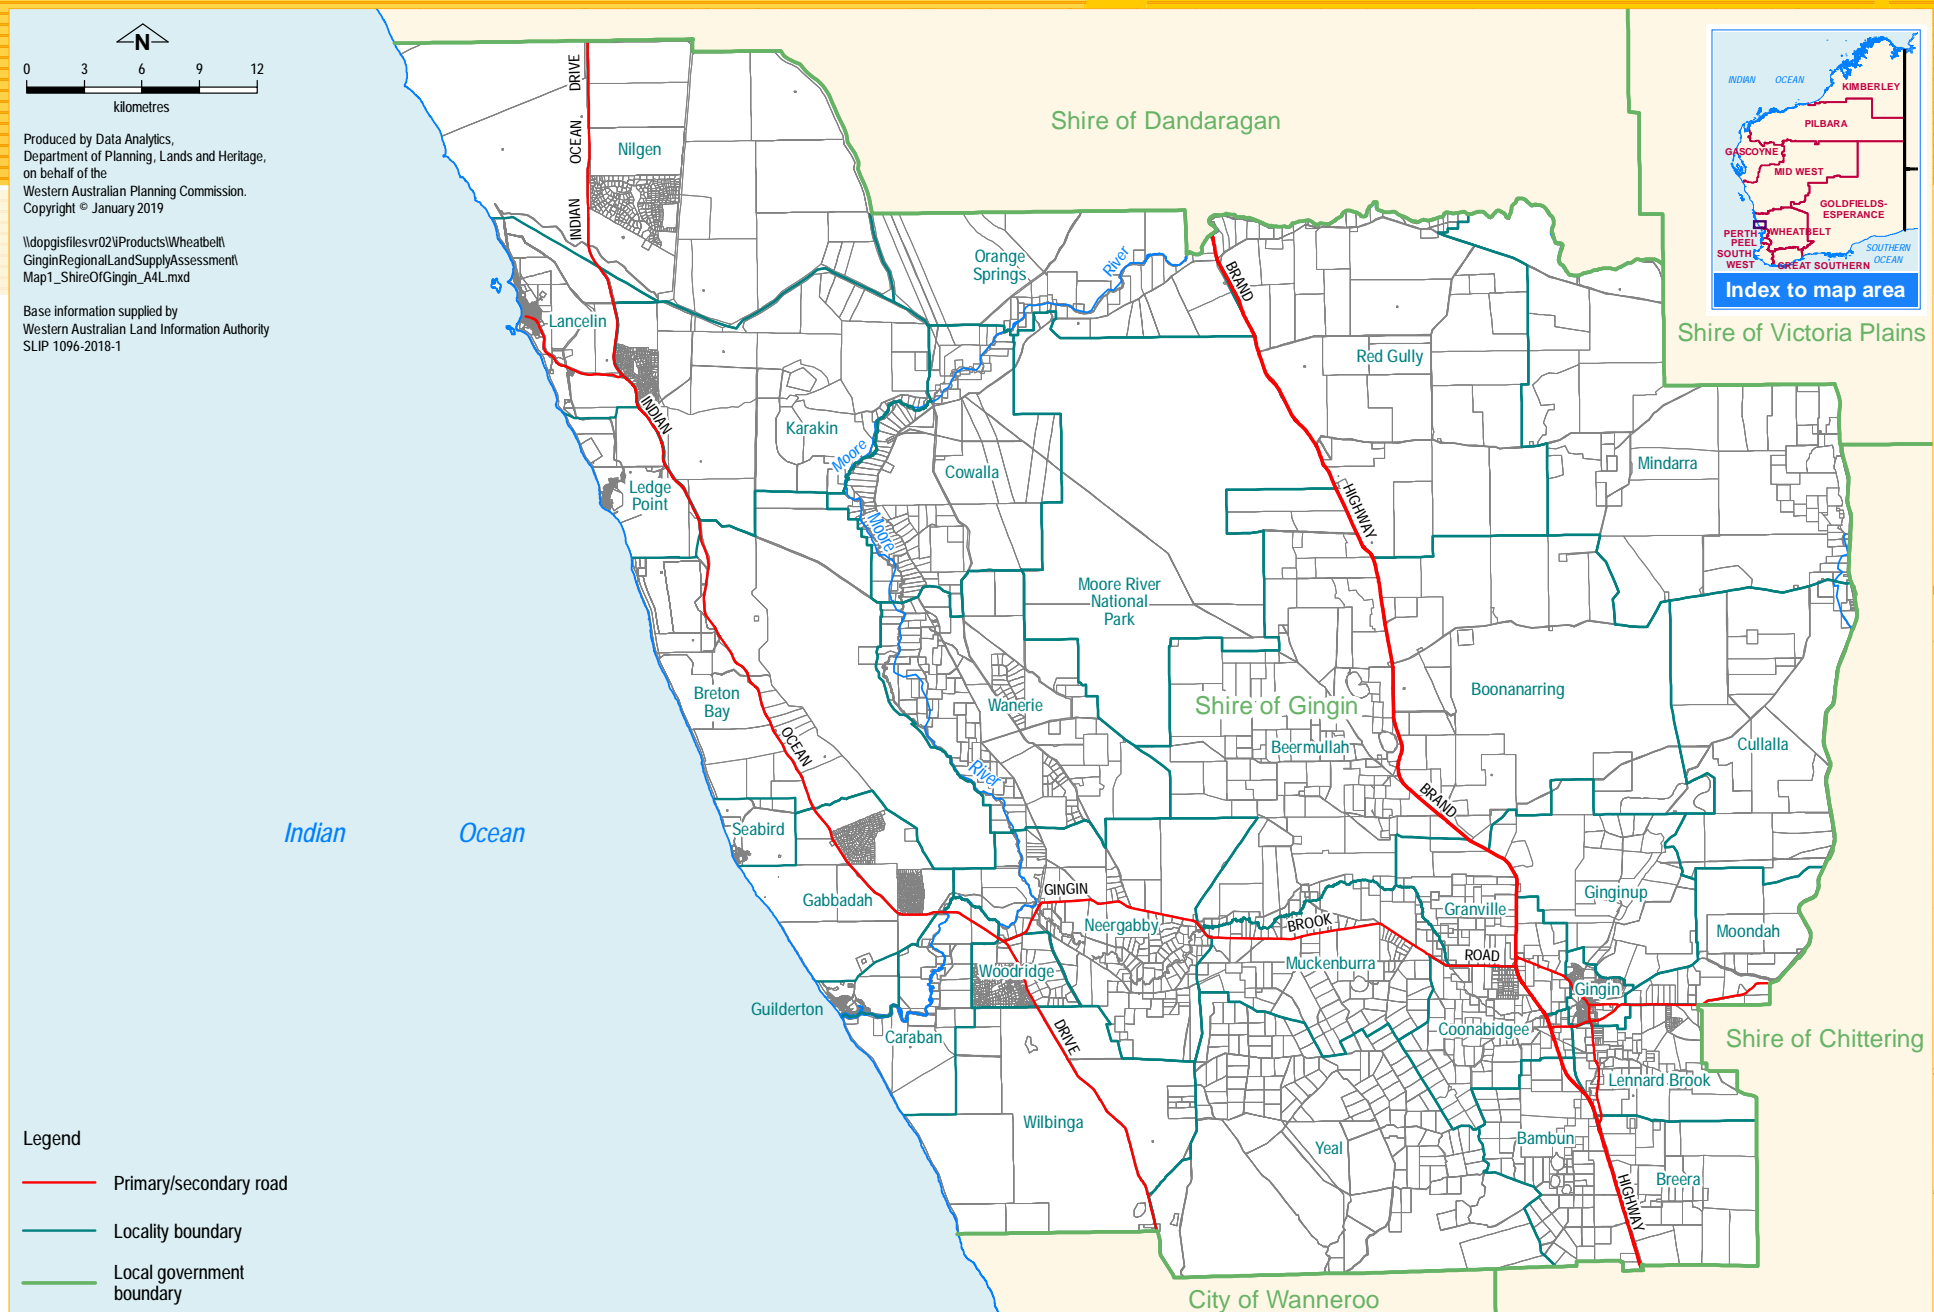 N
0 3 6 9 12
kilometres
Produced by Data Analytics,
Department of Planning, Lands and Heritage,
on behalf of the
Western Australian Planning Commission.
Copyright © January 2019
\\dopgisfilesvr02\iProducts\Wheatbelt\
GinginRegionalLandSupplyAssessment\
Map1_ShireOfGingin_A4L.mxd
Base information supplied by
Western Australian Land Information Authority
SLIP 1096-2018-1
INDIAN OCEAN
KIMBERLEY
PILBARA
GASCOYNE
MID WEST
GOLDFIELDS-
ESPERANCE
PERTH
PEEL
WHEATBELT
SOUTH
WEST
GREAT SOUTHERN
SOUTHERN
OCEAN
Index to map area
Shire of Dandaragan
Shire of Victoria Plains
Shire of Gingin
Shire of Chittering
City of Wanneroo
INDIAN OCEAN DRIVE
Nilgen
Orange
Springs
River
BRAND
Lancelin
Red Gully
INDIAN
Karakin
Moore
Cowalla
Mindarra
Ledge
Point
HIGHWAY
Moore
Moore River
National
Park
Breton
Bay
Wanerie
Boonanarring
OCEAN
Beermullah
Cullalla
River
BRAND
Indian Ocean
Seabird
Gabbadah
GINGIN
Neergabby
BROOK
Granville
Ginginup
Moondah
ROAD
Woodridge
Muckenburra
Gingin
Guilderton
Caraban
DRIVE
Coonabidgee
Lennard Brook
Wilbinga
Yeal
Bambun
Breera
HIGHWAY
Legend
Primary/secondary road
Locality boundary
Local government
boundary